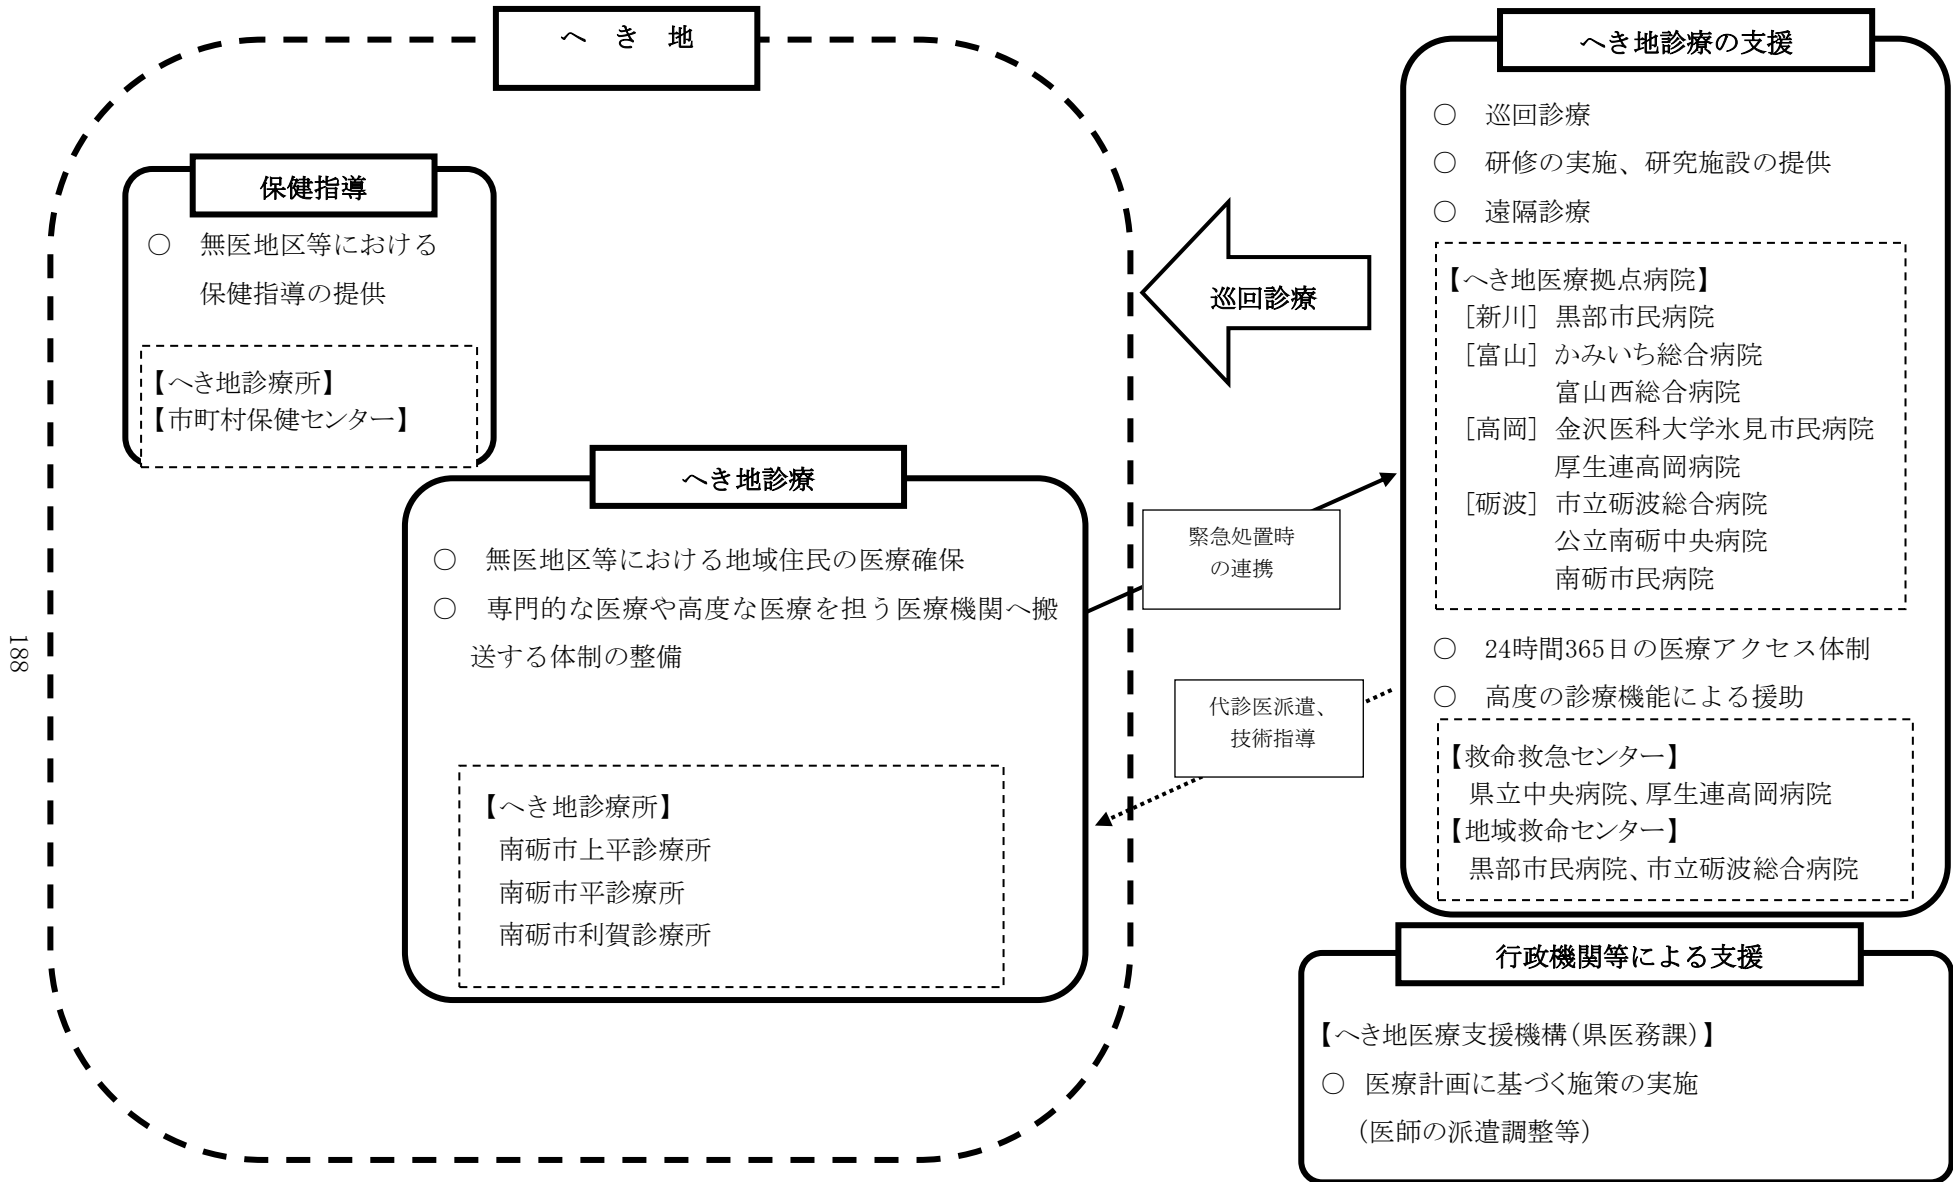 へ き 地
保健指導
○ 無医地区等における
保健指導の提供
【へき地診療所】
【市町村保健センター】
へき地診療
○ 無医地区等における地域住民の医療確保
○ 専門的な医療や高度な医療を担う医療機関へ搬
送する体制の整備
【へき地診療所】
南砺市上平診療所
南砺市平診療所
南砺市利賀診療所
巡回診療
緊急処置時
の連携
代診医派遣、
技術指導
へき地診療の支援
○ 巡回診療
○ 研修の実施、研究施設の提供
○ 遠隔診療
【へき地医療拠点病院】
[新川] 黒部市民病院
[富山] かみいち総合病院
富山西総合病院
[高岡] 金沢医科大学氷見市民病院
厚生連高岡病院
[砺波] 市立砺波総合病院
公立南砺中央病院
南砺市民病院
○ 24時間365日の医療アクセス体制
○ 高度の診療機能による援助
【救命救急センター】
県立中央病院、厚生連高岡病院
【地域救命センター】
黒部市民病院、市立砺波総合病院
行政機関等による支援
【へき地医療支援機構(県医務課)】
○ 医療計画に基づく施策の実施
(医師の派遣調整等)
188